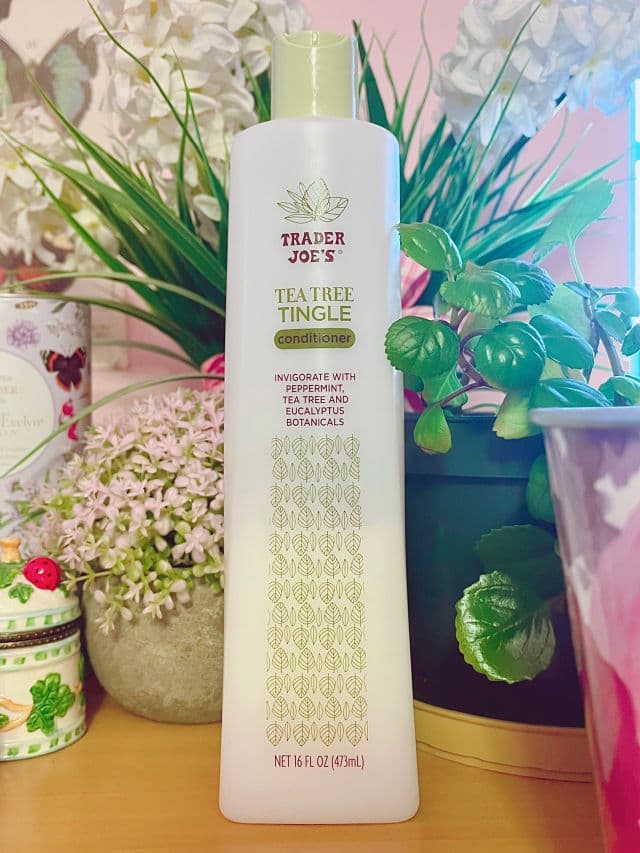 TRADER
JOE'S®
TEA TREE
TINGLE
conditioner
INVIGORATE WITH
PEPPERMINT,
TEA TREE AND
EUCALYPTUS
BOTANICALS
NET 16 FL OZ (473mL)
Evelyn